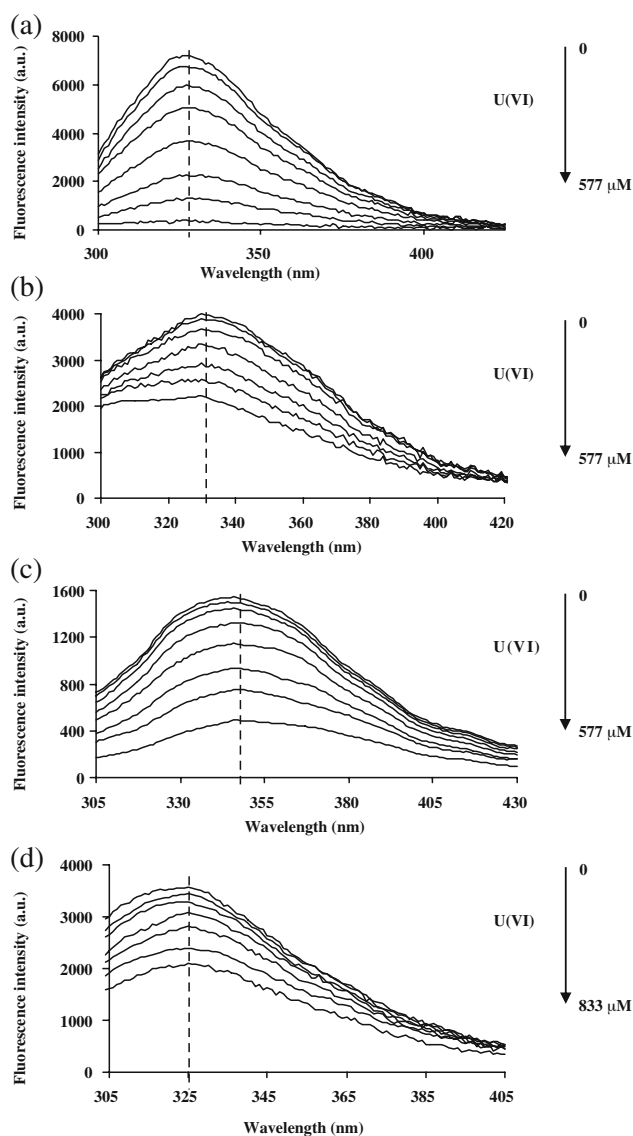 (a)
Fluorescence intensity (a.u.)
8000
6000
4000
2000
0
300 350 400
Wavelength (nm)
0
U(VI)
577 μM
(b)
Fluorescence intensity (a.u.)
4000
3000
2000
1000
0
300 320 340 360 380 400 420
Wavelength (nm)
0
U(VI)
577 μM
(c)
Fluorescence intensity (a.u.)
1600
1200
800
400
0
305 330 355 380 405 430
Wavelength (nm)
0
U(VI)
577 μM
(d)
Fluorescence intensity (a.u.)
4000
3000
2000
1000
0
305 325 345 365 385 405
Wavelength (nm)
0
U(VI)
833 μM